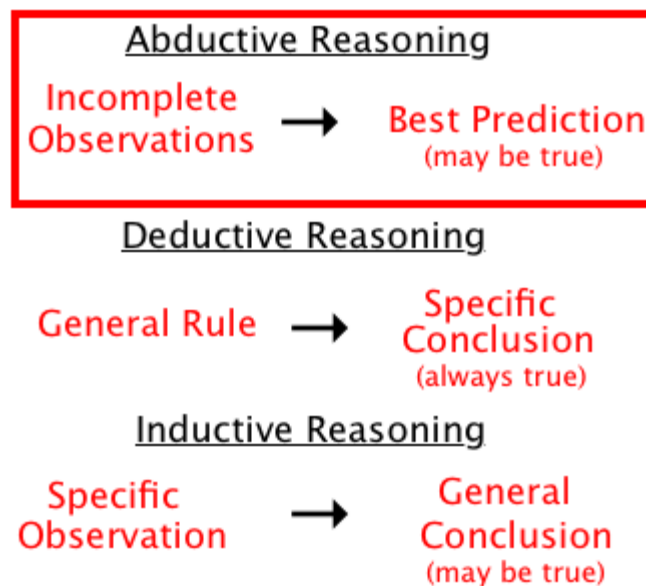 Abductive Reasoning
Incomplete
Observations
Best Prediction
(may be true)
Deductive Reasoning
General Rule
Specific
Conclusion
(always true)
Inductive Reasoning
Specific
Observation
General
Conclusion
(may be true)